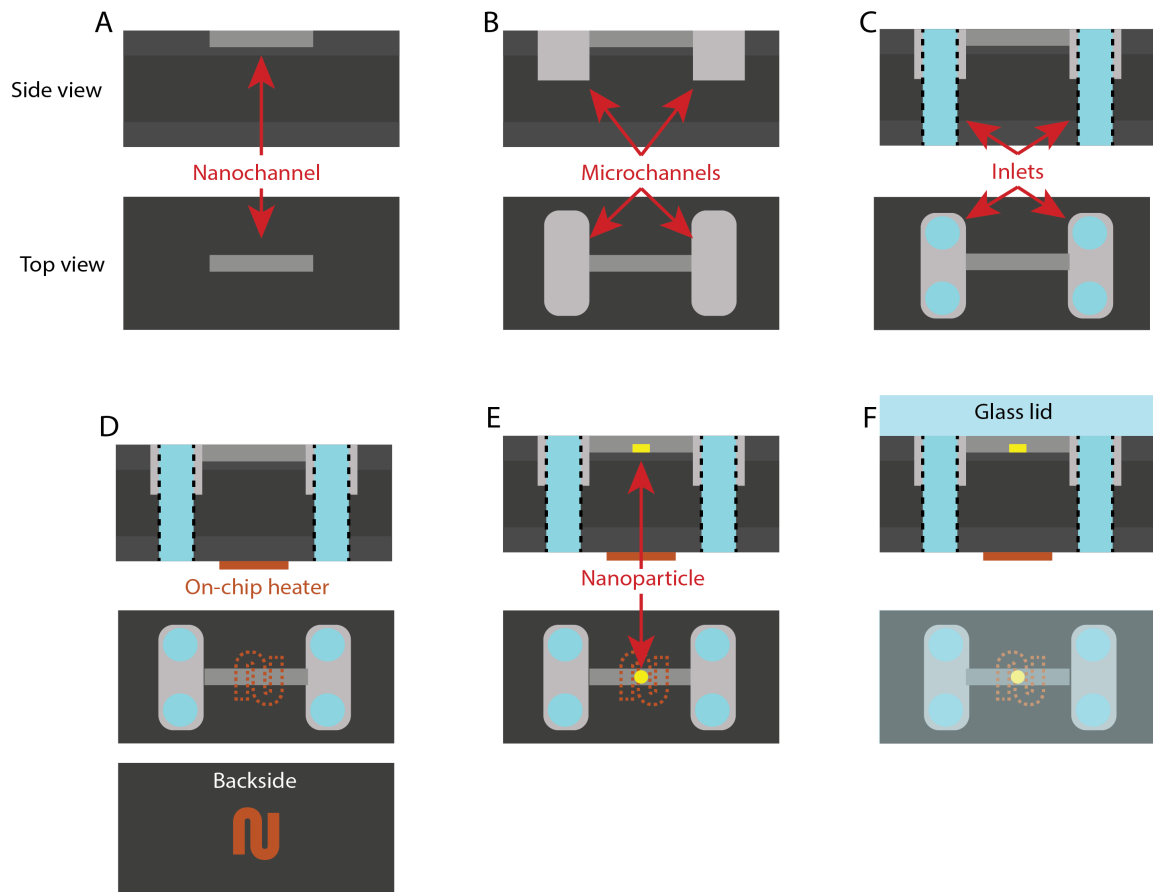 A
B
C
Side view
Nanochannel
Microchannels
Inlets
Top view
D
E
F
Glass lid
On-chip heater
Nanoparticle
Backside